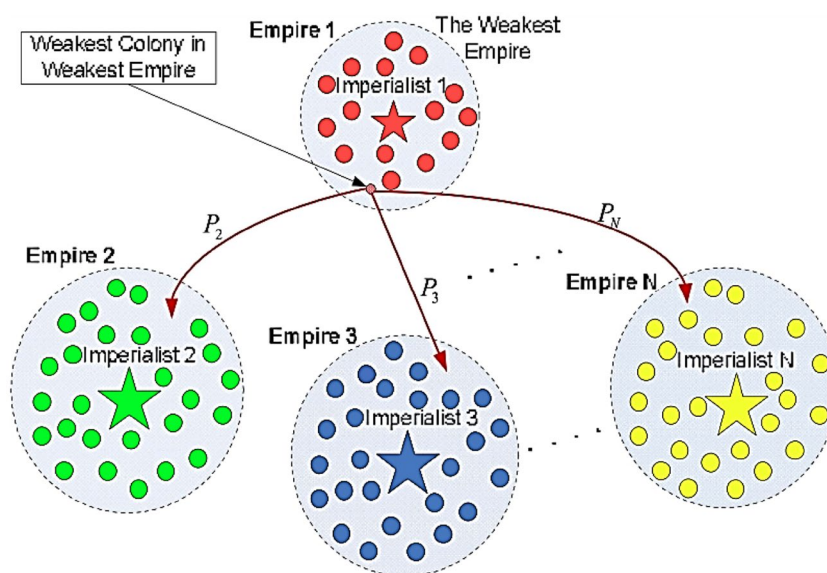 Empire 1
The Weakest
Empire
Weakest Colony in
Weakest Empire
Imperialist 1
P2
P3
PN
Empire 2
Imperialist 2
Empire 3
Imperialist 3
Empire N
Imperialist N